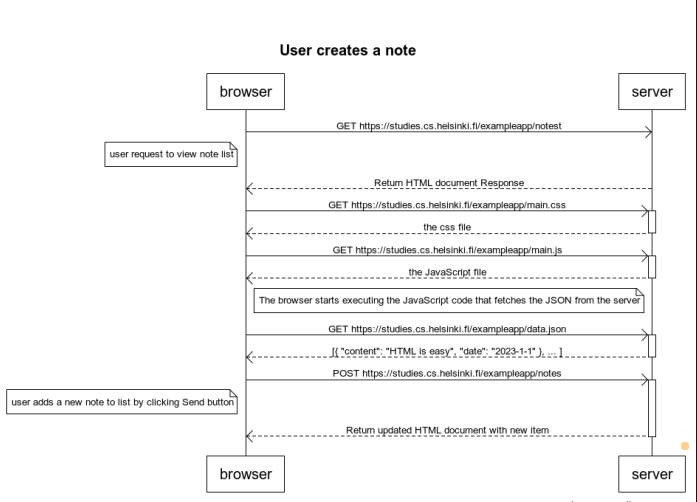 User creates a note
browser
server
GET https://studies.cs.helsinki.fi/exampleapp/notest
user request to view note list
Return HTML document Response
GET https://studies.cs.helsinki.fi/exampleapp/main.css
the css file
GET https://studies.cs.helsinki.fi/exampleapp/main.js
the JavaScript file
The browser starts executing the JavaScript code that fetches the JSON from the server
GET https://studies.cs.helsinki.fi/exampleapp/data.json
[{ "content": "HTML is easy", "date": "2023-1-1" }, ... ]
POST https://studies.cs.helsinki.fi/exampleapp/notes
user adds a new note to list by clicking Send button
Return updated HTML document with new item
browser
server